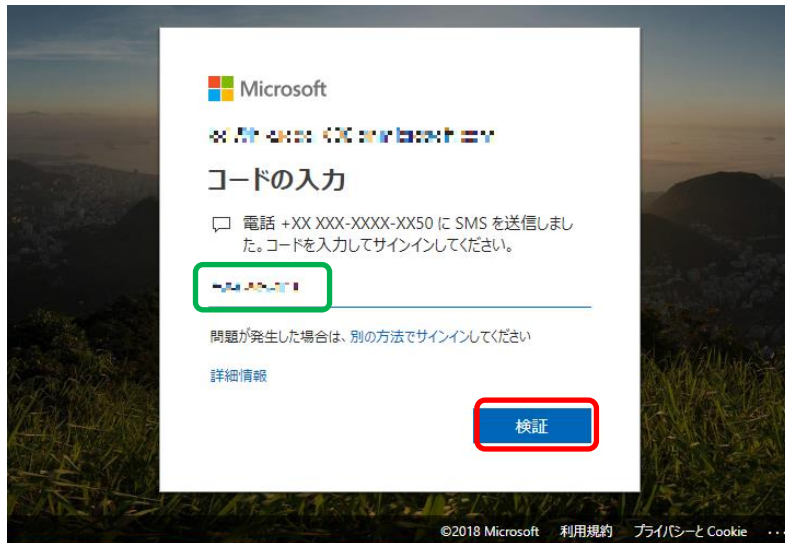 Microsoft
コードの入力
電話 +XX XXX-XXXX-XX50 に SMS を送信しまし
た。コードを入力してサインインしてください。
問題が発生した場合は、別の方法でサインインしてください
詳細情報
検証
©2018 Microsoft 利用規約 プライバシーと Cookie ...